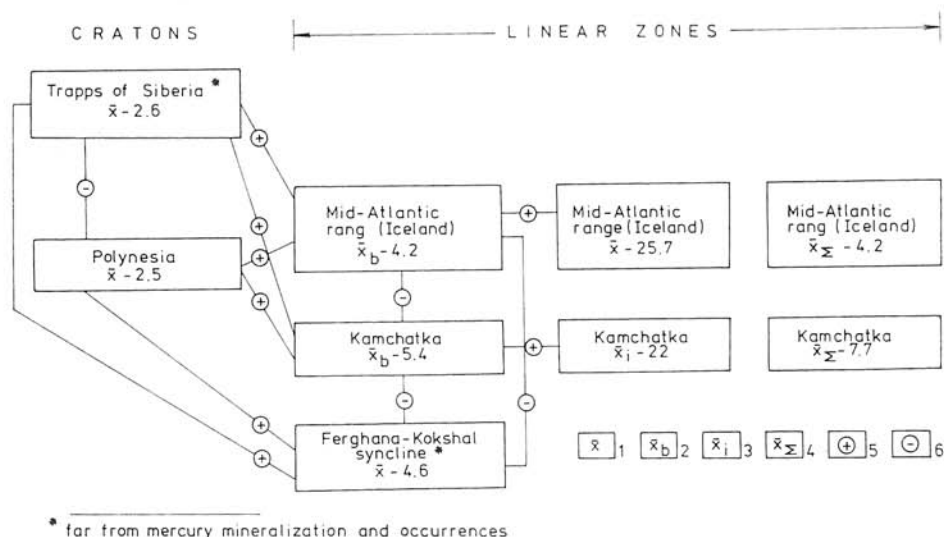 CRATONS
LINEAR ZONES
Trapps of Siberia *
x̄ - 2.6
+
-
Polynesia
x̄ - 2.5
+
+
+
+
+
Mid-Atlantic
rang (Iceland)
x̄b - 4.2
-
Kamchatka
x̄b - 5.4
-
Ferghana-Kokshal
syncline *
x̄ - 4.6
+
+
-
Mid-Atlantic
range (Iceland)
x̄ - 25.7
Kamchatka
x̄i - 22
Mid-Atlantic
rang (Iceland)
x̄Σ - 4.2
Kamchatka
x̄Σ - 7.7
x̄ 1 x̄b 2 x̄i 3 x̄Σ 4 + 5 - 6
* far from mercury mineralization and occurrences